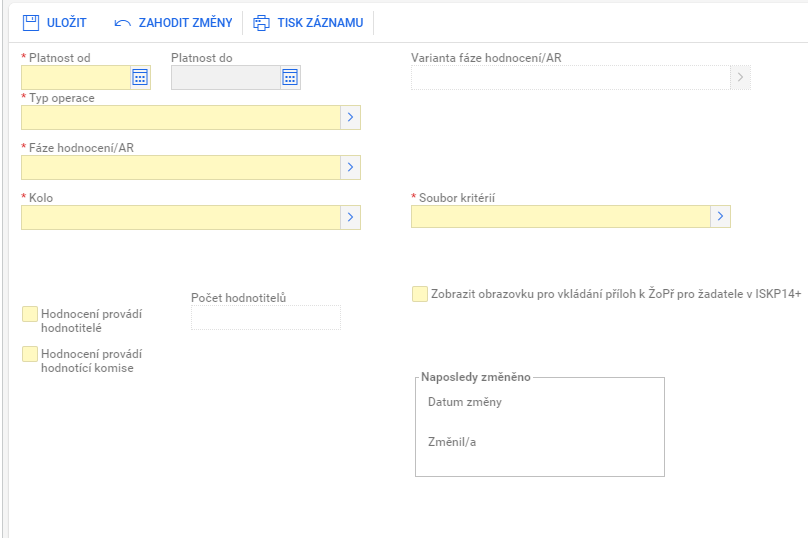 ULOŽIT ZAHODIT ZMĚNY TISK ZÁZNAMU
* Platnost od Platnost do Varianta fáze hodnocení/AR
* Typ operace
* Fáze hodnocení/AR
* Kolo * Soubor kritérií
Počet hodnotitelů Zobrazit obrazovku pro vkládání příloh k ŽoPř pro žadatele v ISKP14+
Hodnocení provádí
hodnotitelé
Hodnocení provádí
hodnotící komise
Naposledy změněno
Datum změny
Změnil/a